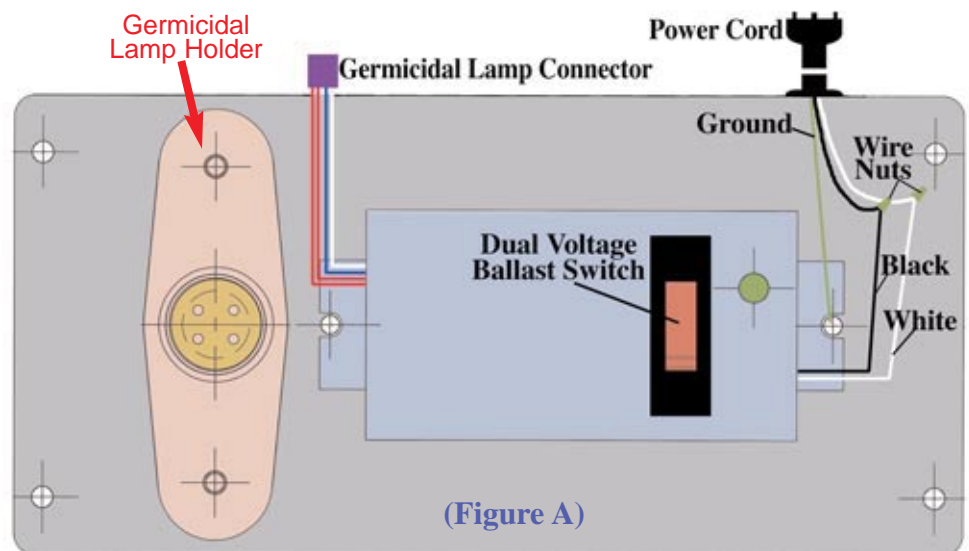 Germicidal
Lamp Holder
Germicidal Lamp Connector
Power Cord
Ground
Wire
Nuts
Dual Voltage
Ballast Switch
Black
White
(Figure A)